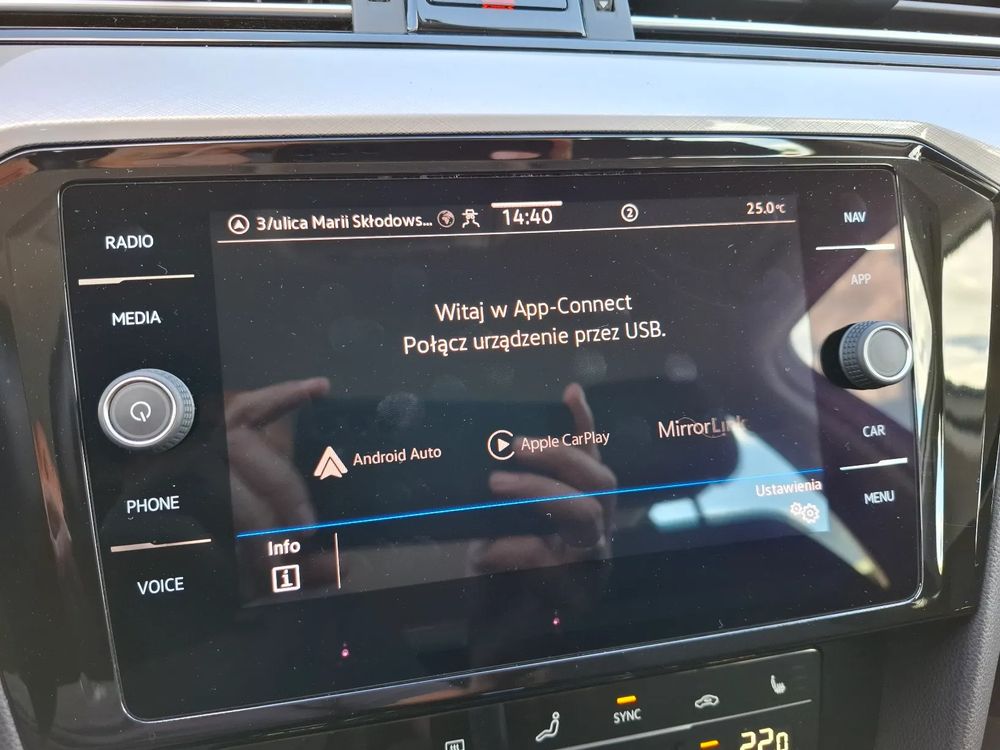 3/ulica Marii Skłodows... 14:40 2 25.0°C
RADIO
MEDIA
PHONE
VOICE
Witaj w App-Connect
Połącz urządzenie przez USB.
Android Auto
Apple CarPlay
MirrorLink
Ustawienia
Info
NAV
APP
CAR
MENU
SYNC
22.0